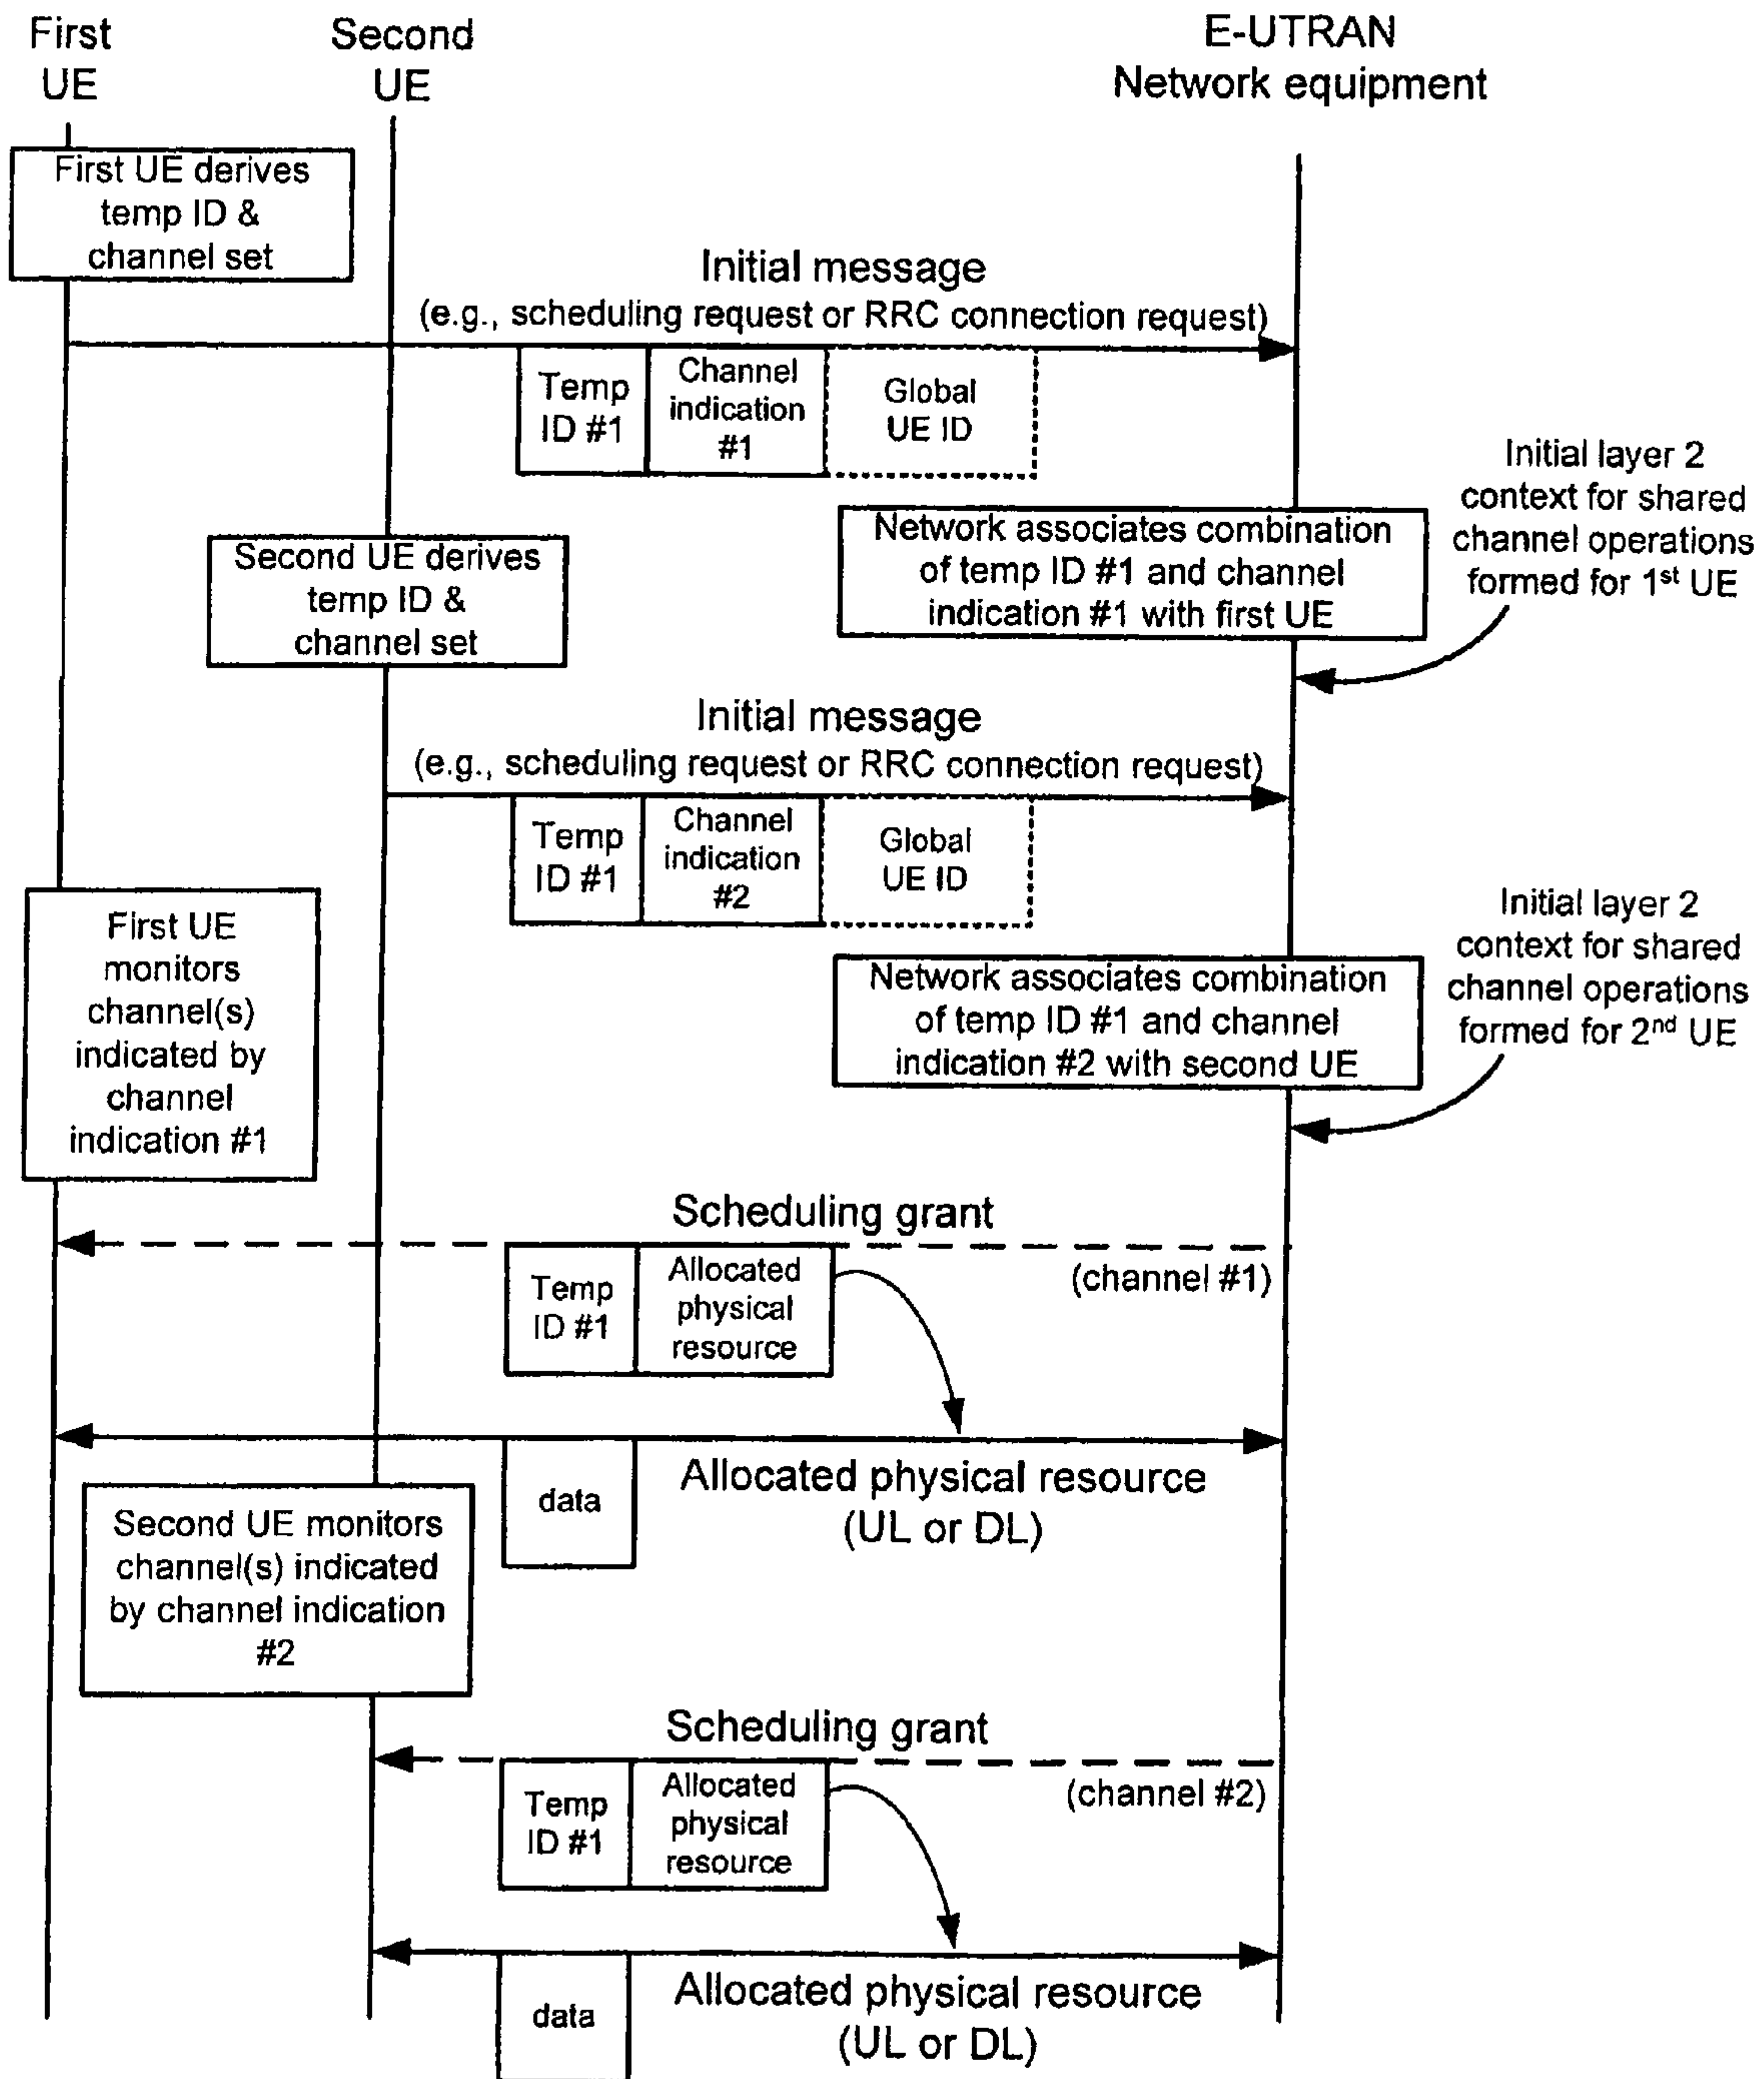 First
UE
Second
UE
E-UTRAN
Network equipment
First UE derives
temp ID &
channel set
Initial message
(e.g., scheduling request or RRC connection request)
Temp
ID #1
Channel
indication
#1
Global
UE ID
Initial layer 2
context for shared
channel operations
formed for 1st UE
Network associates combination
of temp ID #1 and channel
indication #1 with first UE
Second UE derives
temp ID &
channel set
Initial message
(e.g., scheduling request or RRC connection request)
Temp
ID #1
Channel
indication
#2
Global
UE ID
First UE
monitors
channel(s)
indicated by
channel
indication #1
Initial layer 2
context for shared
channel operations
formed for 2nd UE
Network associates combination
of temp ID #1 and channel
indication #2 with second UE
Scheduling grant
(channel #1)
Temp
ID #1
Allocated
physical
resource
data
Allocated physical resource
(UL or DL)
Second UE monitors
channel(s) indicated
by channel indication
#2
Scheduling grant
(channel #2)
Temp
ID #1
Allocated
physical
resource
data
Allocated physical resource
(UL or DL)